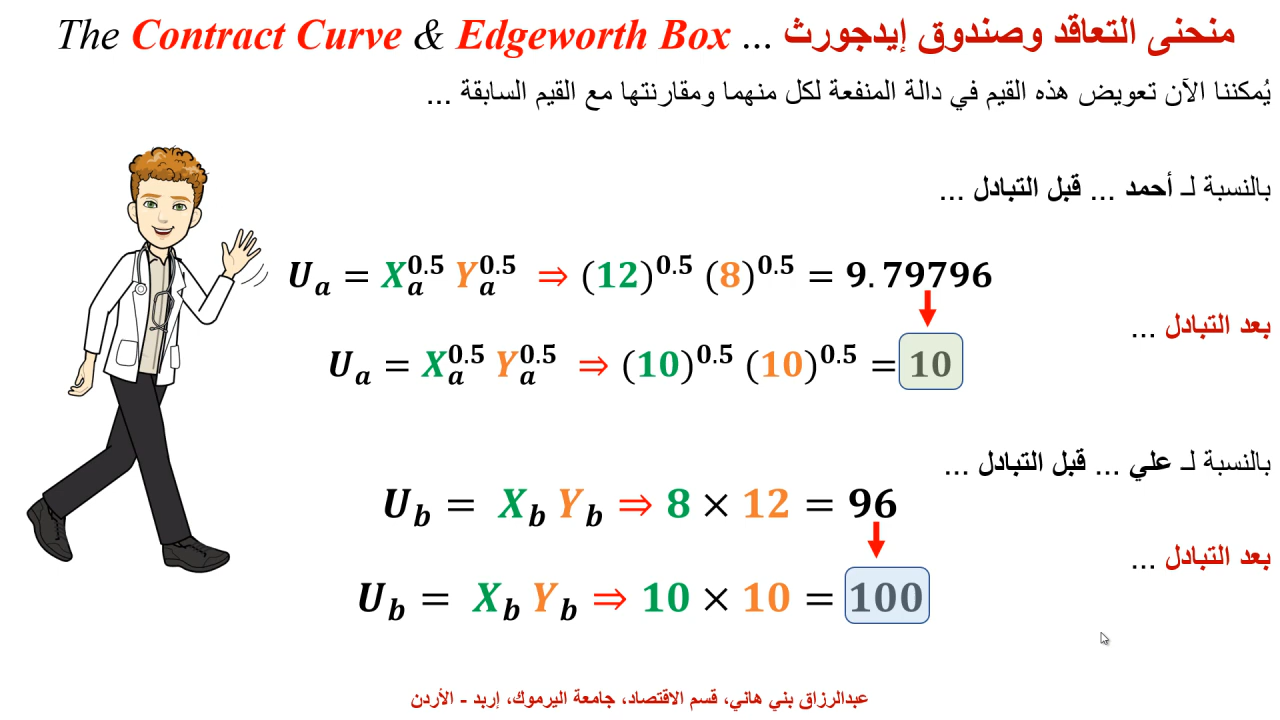 The Contract Curve & Edgeworth Box ... منحنى التعاقد وصندوق إيدجورث
يُمكننا الآن تعويض هذه القيم في دالة المنفعة لكل منهما ومقارنتها مع القيم السابقة ...
بالنسبة لـ أحمد ... قبل التبادل ...
U_a = X_a^0.5 Y_a^0.5 ⇒ (12)^0.5 (8)^0.5 = 9.79796
بعد التبادل ...
U_a = X_a^0.5 Y_a^0.5 ⇒ (10)^0.5 (10)^0.5 = 10
بالنسبة لـ علي ... قبل التبادل ...
U_b = X_b Y_b ⇒ 8 × 12 = 96
بعد التبادل ...
U_b = X_b Y_b ⇒ 10 × 10 = 100
عبدالرزاق بني هاني، قسم الاقتصاد، جامعة اليرموك، إربد - الأردن